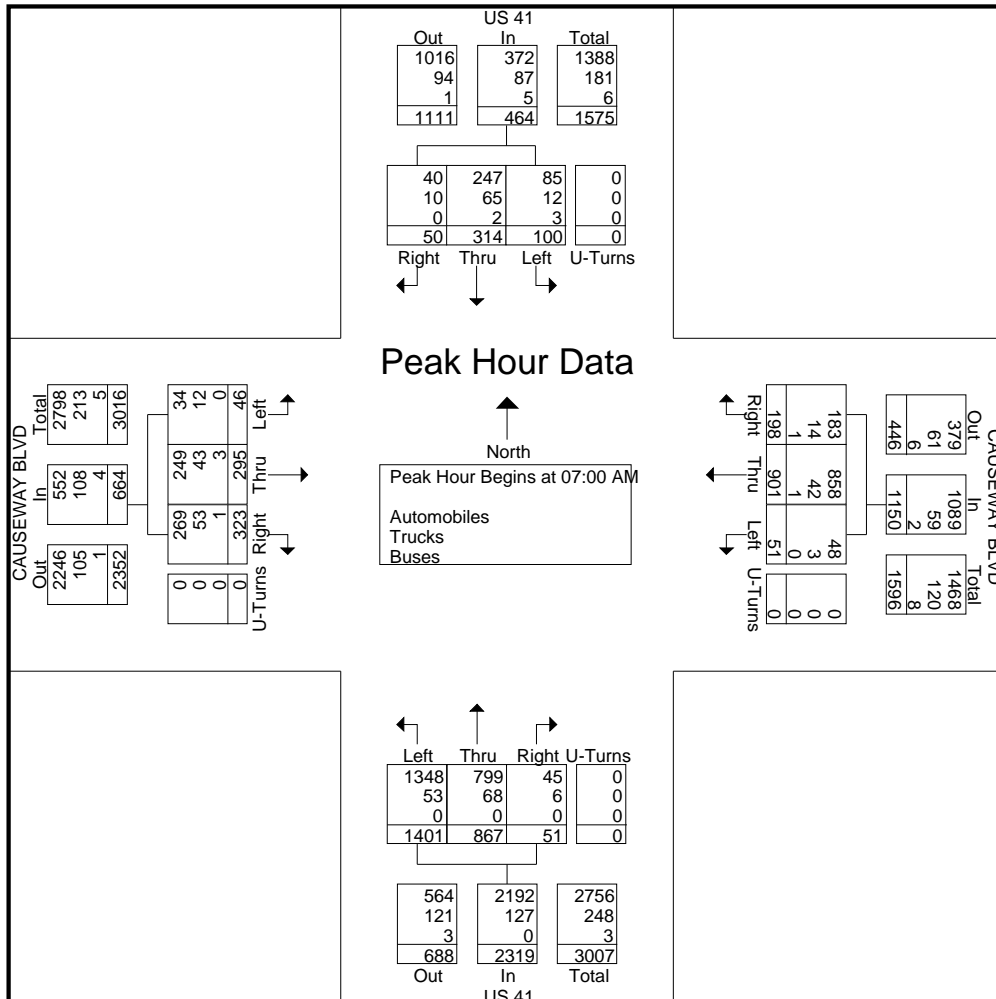 US 41
Out In Total
1016 372 1388
94 87 181
1 5 6
1111 464 1575
40 247 85 0
10 65 12 0
0 2 3 0
50 314 100 0
Right Thru Left U-Turns
Peak Hour Data
North
Peak Hour Begins at 07:00 AM
Automobiles
Trucks
Buses
CAUSEWAY BLVD
Out In Total
2246 552 2798
105 108 213
1 4 5
2352 664 3016
0 269 249 34
0 53 43 12
0 1 3 0
0 323 295 46
U-Turns Right Thru Left
CAUSEWAY BLVD
Out In Total
379 1089 1468
61 59 120
6 2 8
446 1150 1596
183 858 48 0
14 42 3 0
1 1 0 0
198 901 51 0
Right Thru Left U-Turns
Left Thru Right U-Turns
1348 799 45 0
53 68 6 0
0 0 0 0
1401 867 51 0
564 2192 2756
121 127 248
3 0 3
688 2319 3007
Out In Total
US 41